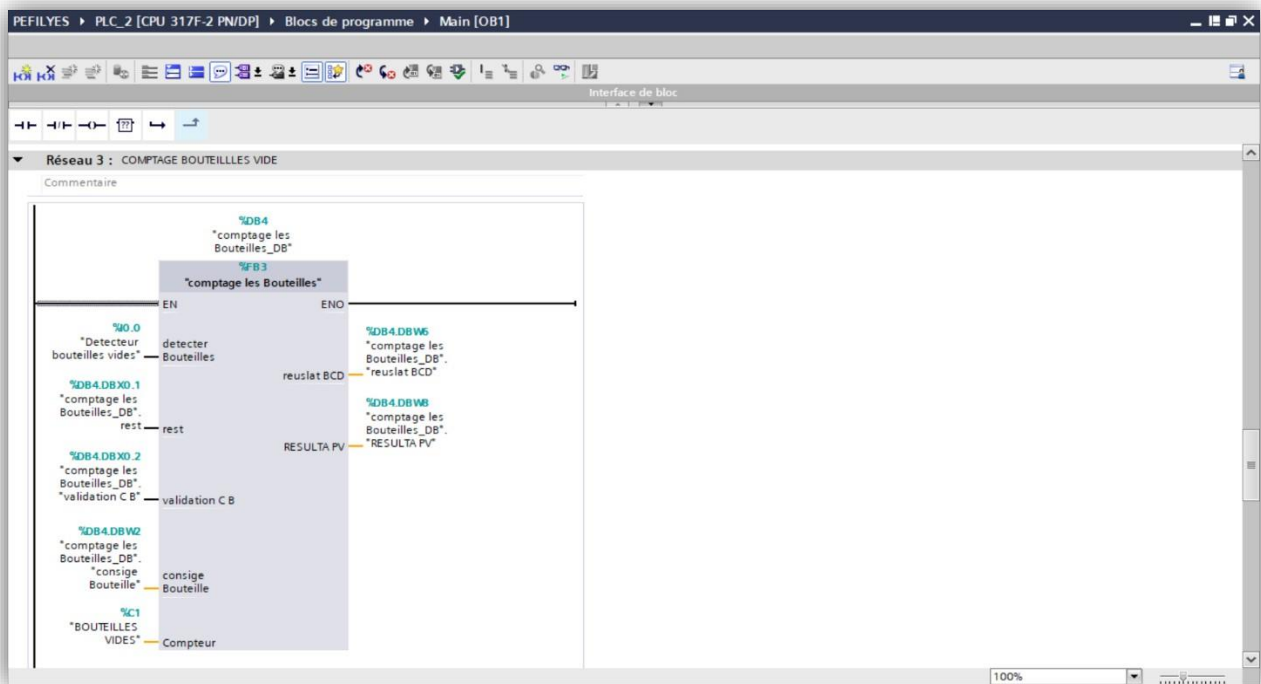 PEFILYES ▸ PLC_2 [CPU 317F-2 PN/DP] ▸ Blocs de programme ▸ Main [OB1]
Interface de bloc
??
Réseau 3 : COMPTAGE BOUTEILLLES VIDE
Commentaire
%DB4
"comptage les
Bouteilles_DB"
%FB3
"comptage les Bouteilles"
EN
ENO
%I0.0
"Detecteur
bouteilles vides"
detecter
Bouteilles
%DB4.DBW6
"comptage les
Bouteilles_DB".
"reuslat BCD"
reuslat BCD
%DB4.DBX0.1
"comptage les
Bouteilles_DB".
rest
rest
%DB4.DBW8
"comptage les
Bouteilles_DB".
"RESULTA PV"
RESULTA PV
%DB4.DBX0.2
"comptage les
Bouteilles_DB".
"validation C B"
validation C B
%DB4.DBW2
"comptage les
Bouteilles_DB".
"consige
Bouteille"
consige
Bouteille
%C1
"BOUTEILLES
VIDES"
Compteur
100%